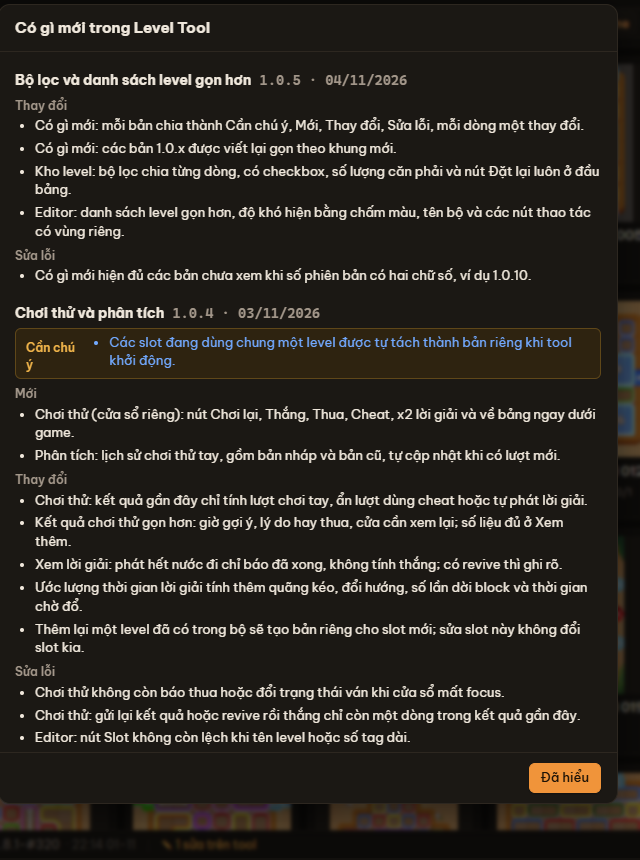 Có gì mới trong Level Tool
Bộ lọc và danh sách level gọn hơn 1.0.5 · 04/11/2026
Thay đổi
• Có gì mới: mỗi bản chia thành Cần chú ý, Mới, Thay đổi, Sửa lỗi, mỗi dòng một thay đổi.
• Có gì mới: các bản 1.0.x được viết lại gọn theo khung mới.
• Kho level: bộ lọc chia từng dòng, có checkbox, số lượng căn phải và nút Đặt lại luôn ở đầu
bảng.
• Editor: danh sách level gọn hơn, độ khó hiện bằng chấm màu, tên bộ và các nút thao tác
có vùng riêng.
Sửa lỗi
• Có gì mới hiện đủ các bản chưa xem khi số phiên bản có hai chữ số, ví dụ 1.0.10.
Chơi thử và phân tích 1.0.4 · 03/11/2026
Cần chú
ý
• Các slot đang dùng chung một level được tự tách thành bản riêng khi tool
khởi động.
Mới
• Chơi thử (cửa sổ riêng): nút Chơi lại, Thắng, Thua, Cheat, x2 lời giải và về bảng ngay dưới
game.
• Phân tích: lịch sử chơi thử tay, gồm bản nháp và bản cũ, tự cập nhật khi có lượt mới.
Thay đổi
• Chơi thử: kết quả gần đây chỉ tính lượt chơi tay, ẩn lượt dùng cheat hoặc tự phát lời giải.
• Kết quả chơi thử gọn hơn: giờ gợi ý, lý do hay thua, cửa cần xem lại; số liệu đủ ở Xem
thêm.
• Xem lời giải: phát hết nước đi chỉ báo đã xong, không tính thắng; có revive thì ghi rõ.
• Ước lượng thời gian lời giải tính thêm quãng kéo, đổi hướng, số lần dời block và thời gian
chờ đổ.
• Thêm lại một level đã có trong bộ sẽ tạo bản riêng cho slot mới; sửa slot này không đổi
slot kia.
Sửa lỗi
• Chơi thử không còn báo thua hoặc đổi trạng thái ván khi cửa sổ mất focus.
• Chơi thử: gửi lại kết quả hoặc revive rồi thắng chỉ còn một dòng trong kết quả gần đây.
• Editor: nút Slot không còn lệch khi tên level hoặc số tag dài.
Đã hiểu